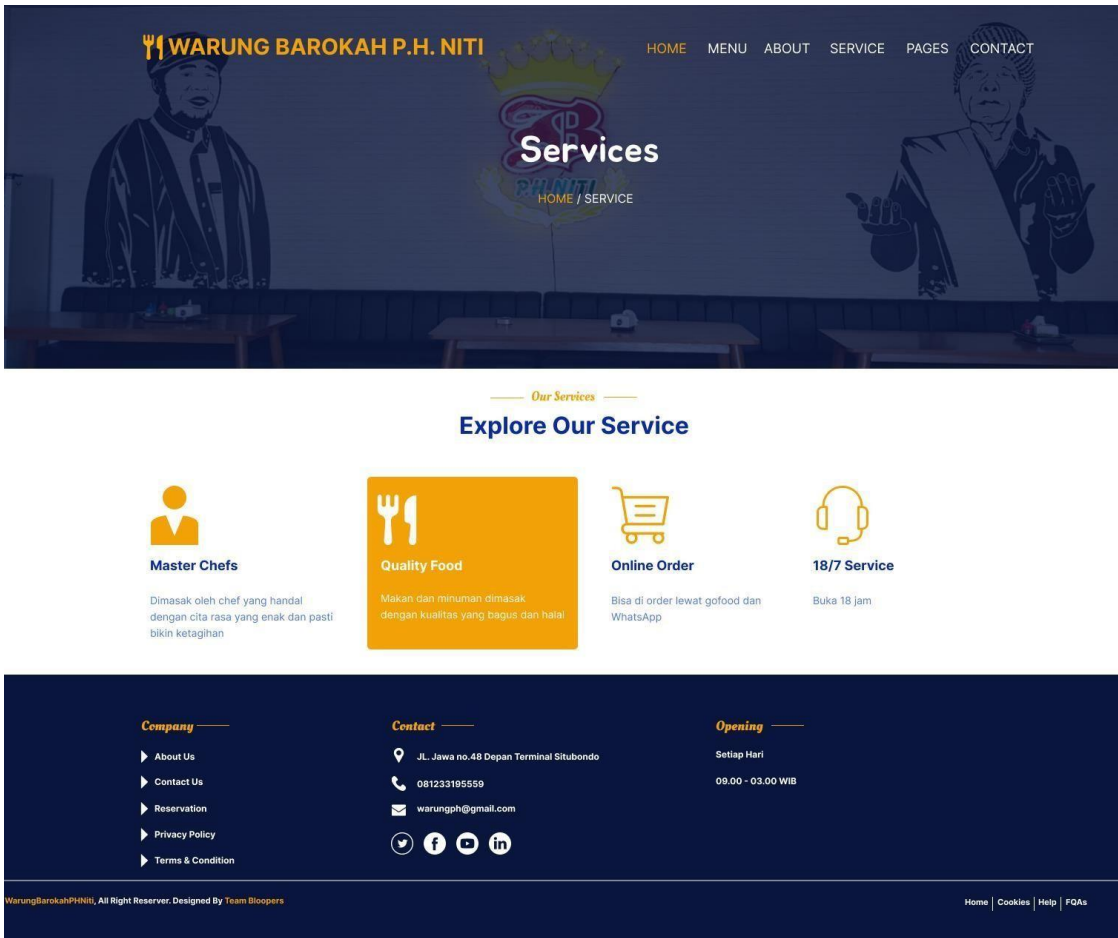 WARUNG BAROKAH P.H. NITI
HOME MENU ABOUT SERVICE PAGES CONTACT
P.H.NITI
Services
HOME / SERVICE
Our Services
Explore Our Service
Master Chefs
Dimasak oleh chef yang handal
dengan cita rasa yang enak dan pasti
bikin ketagihan
Quality Food
Makan dan minuman dimasak
dengan kualitas yang bagus dan halal
Online Order
Bisa di order lewat gofood dan
WhatsApp
18/7 Service
Buka 18 jam
Company
About Us
Contact Us
Reservation
Privacy Policy
Terms & Condition
Contact
JL. Jawa no.48 Depan Terminal Situbondo
081233195559
warungph@gmail.com
Opening
Setiap Hari
09.00 - 03.00 WIB
WarungBarokahPHNiti, All Right Reserver. Designed By Team Bloopers
Home | Cookies | Help | FQAs